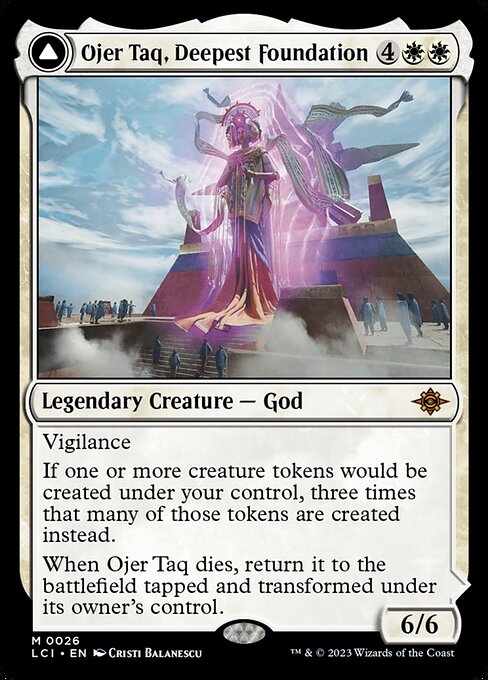 Ojer Taq, Deepest Foundation 4
Legendary Creature — God
Vigilance
If one or more creature tokens would be
created under your control, three times
that many of those tokens are created
instead.
When Ojer Taq dies, return it to the
battlefield tapped and transformed under
its owner's control.
6/6
M 0026
LCI • EN Cristi Balanescu
™ & © 2023 Wizards of the Coast